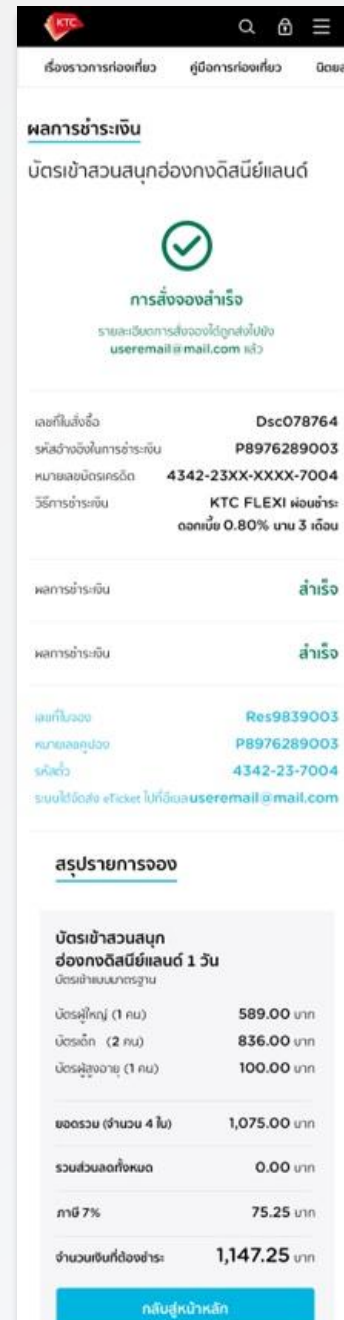 KTC
เรื่องราวการท่องเที่ยว คู่มือการท่องเที่ยว
ผลการชำระเงิน
บัตรเข้าสวนสนุกฮ่องกงดิสนีย์แลนด์
การสั่งจองสำเร็จ
รายละเอียดการสั่งจองได้ถูกส่งไปยัง
useremail@mail.com แล้ว
เลขที่ใบสั่งซื้อ Dsc078764
รหัสอ้างอิงในการชำระเงิน P8976289003
หมายเลขบัตรเครดิต 4342-23XX-XXXX-7004
วิธีการชำระเงิน KTC FLEXI ผ่อนชำระ
ดอกเบี้ย 0.80% นาน 3 เดือน
ผลการชำระเงิน สำเร็จ
ผลการชำระเงิน สำเร็จ
เลขที่ใบจอง Res9839003
หมายเลขคูปอง P8976289003
รหัสตั๋ว 4342-23-7004
ระบบได้จัดส่ง eTicket ไปที่อีเมลuseremail@mail.com
สรุปรายการจอง
บัตรเข้าสวนสนุก
ฮ่องกงดิสนีย์แลนด์ 1 วัน
บัตรเข้าแบบมาตรฐาน
บัตรผู้ใหญ่ (1 คน) 589.00 บาท
บัตรเด็ก (2 คน) 836.00 บาท
บัตรผู้สูงอายุ (1 คน) 100.00 บาท
ยอดรวม (จำนวน 4 ใบ) 1,075.00 บาท
รวมส่วนลดทั้งหมด 0.00 บาท
ภาษี 7% 75.25 บาท
จำนวนเงินที่ต้องชำระ 1,147.25 บาท
กลับสู่หน้าหลัก